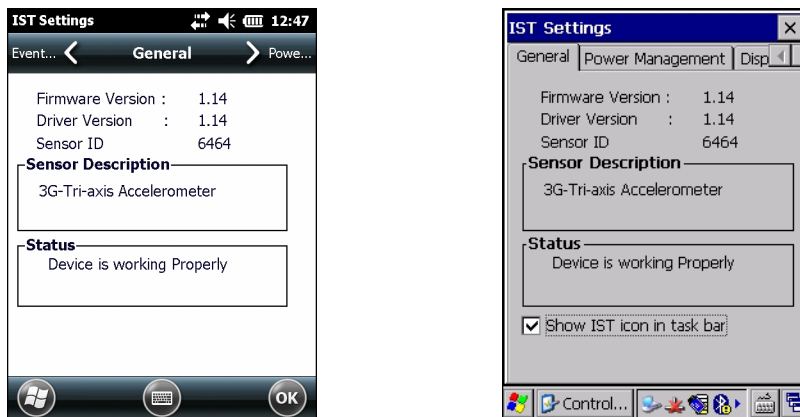 IST Settings 12:47
Event... General Powe...
Firmware Version : 1.14
Driver Version : 1.14
Sensor ID 6464
Sensor Description
3G-Tri-axis Accelerometer
Status
Device is working Properly
OK
IST Settings
General Power Management Disp
Firmware Version : 1.14
Driver Version : 1.14
Sensor ID 6464
Sensor Description
3G-Tri-axis Accelerometer
Status
Device is working Properly
Show IST icon in task bar
Control...